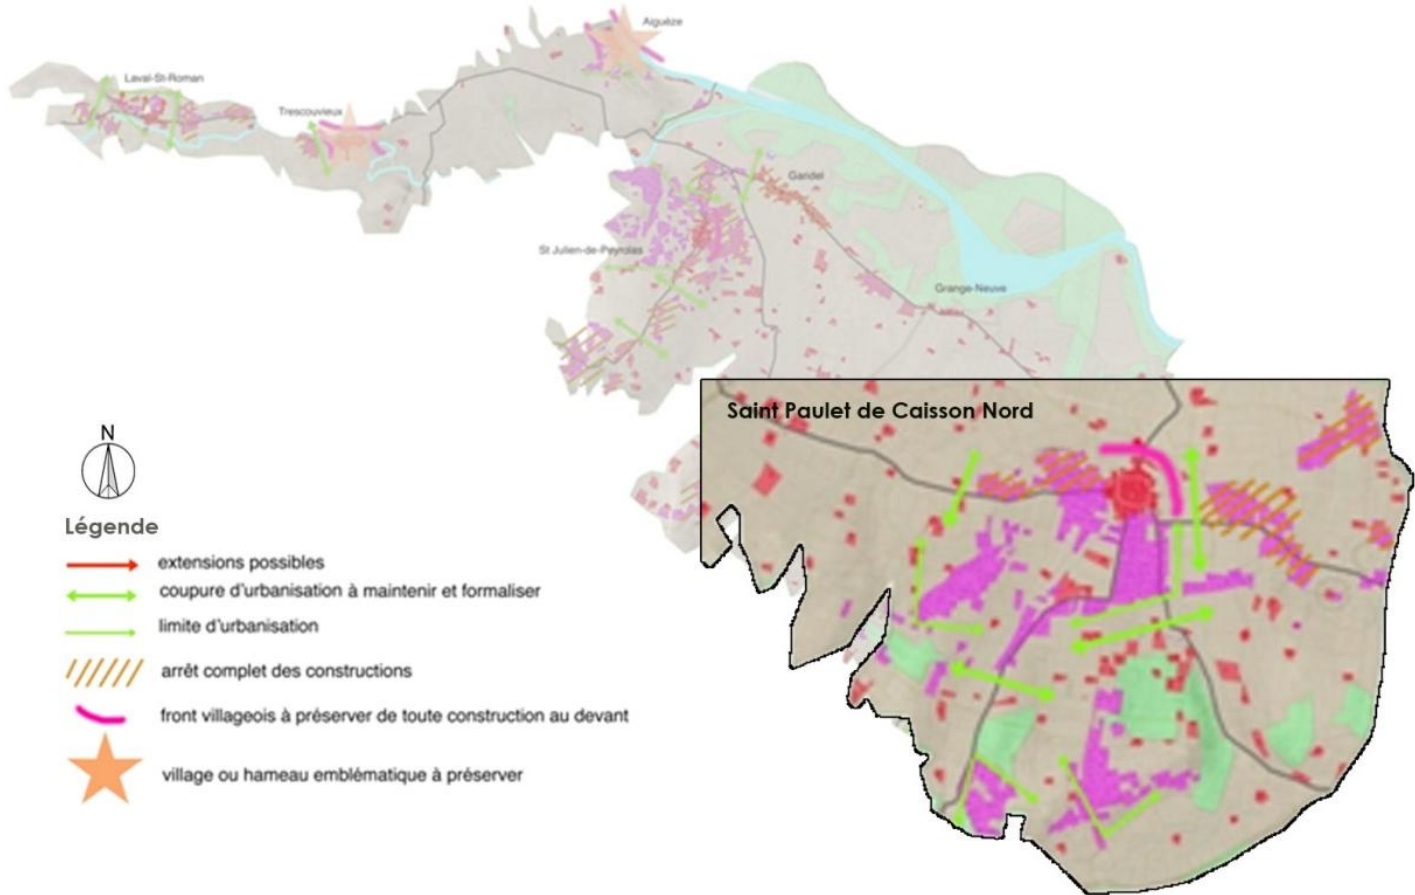 Aiguèze
Laval-St-Roman
Trescouvieux
Garidel
St Julien-de-Peyrolas
Grange-Neuve
Saint Paulet de Caisson Nord
N
Légende
extensions possibles
coupure d'urbanisation à maintenir et formaliser
limite d'urbanisation
arrêt complet des constructions
front villageois à préserver de toute construction au devant
village ou hameau emblématique à préserver